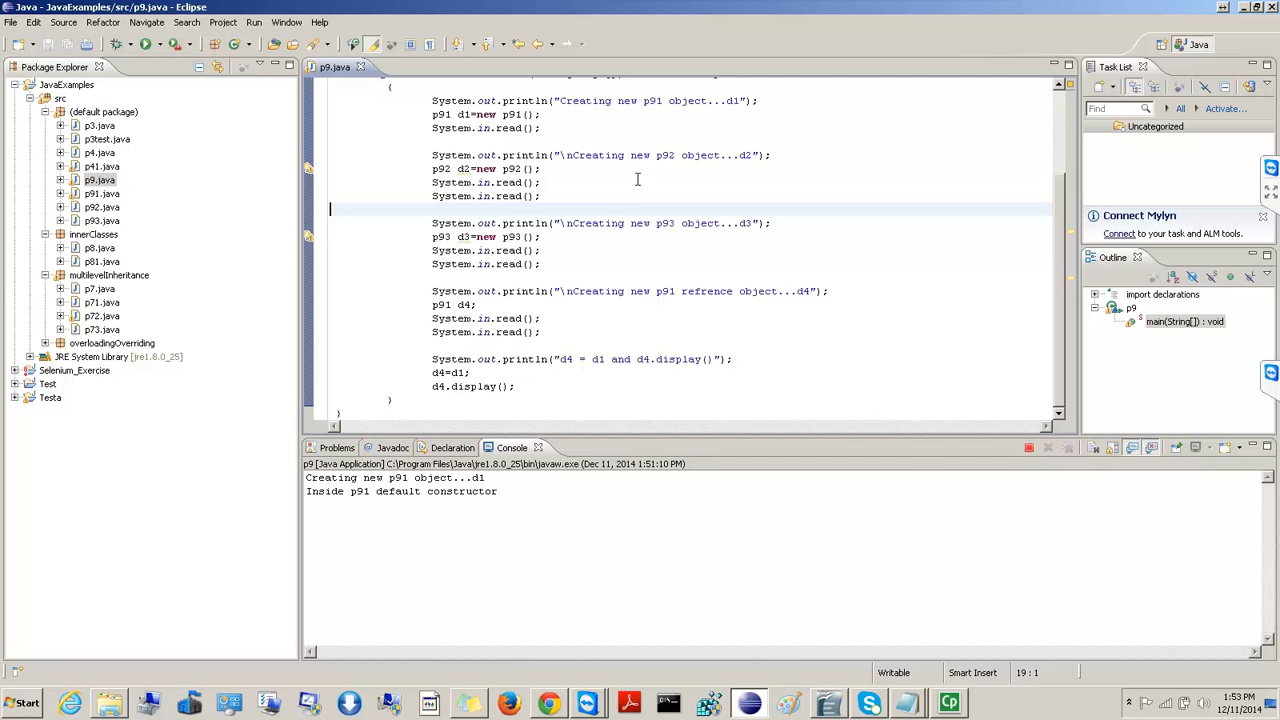 Java - JavaExamples/src/p9.java - Eclipse
File Edit Source Refactor Navigate Search Project Run Window Help
Java
Package Explorer
p9.java
Task List
JavaExamples
src
(default package)
p3.java
p3test.java
p4.java
p41.java
p9.java
p91.java
p92.java
p93.java
innerClasses
p8.java
p81.java
multilevelInheritance
p7.java
p71.java
p72.java
p73.java
overloadingOverriding
JRE System Library [jre1.8.0_25]
Selenium_Exercise
Test
Testa
{
System.out.println("Creating new p91 object...d1");
p91 d1=new p91();
System.in.read();
System.out.println("\nCreating new p92 object...d2");
p92 d2=new p92();
System.in.read();
System.in.read();
System.out.println("\nCreating new p93 object...d3");
p93 d3=new p93();
System.in.read();
System.in.read();
System.out.println("\nCreating new p91 refrence object...d4");
p91 d4;
System.in.read();
System.in.read();
System.out.println("d4 = d1 and d4.display()");
d4=d1;
d4.display();
}
}
Find All Activate...
Uncategorized
Connect Mylyn
Connect to your task and ALM tools.
Outline
import declarations
p9
S main(String[]) : void
Problems Javadoc Declaration Console
p9 [Java Application] C:\Program Files\Java\jre1.8.0_25\bin\javaw.exe (Dec 11, 2014 1:51:10 PM)
Creating new p91 object...d1
Inside p91 default constructor
Writable Smart Insert 19 : 1
Start
Cp
1:53 PM
12/11/2014